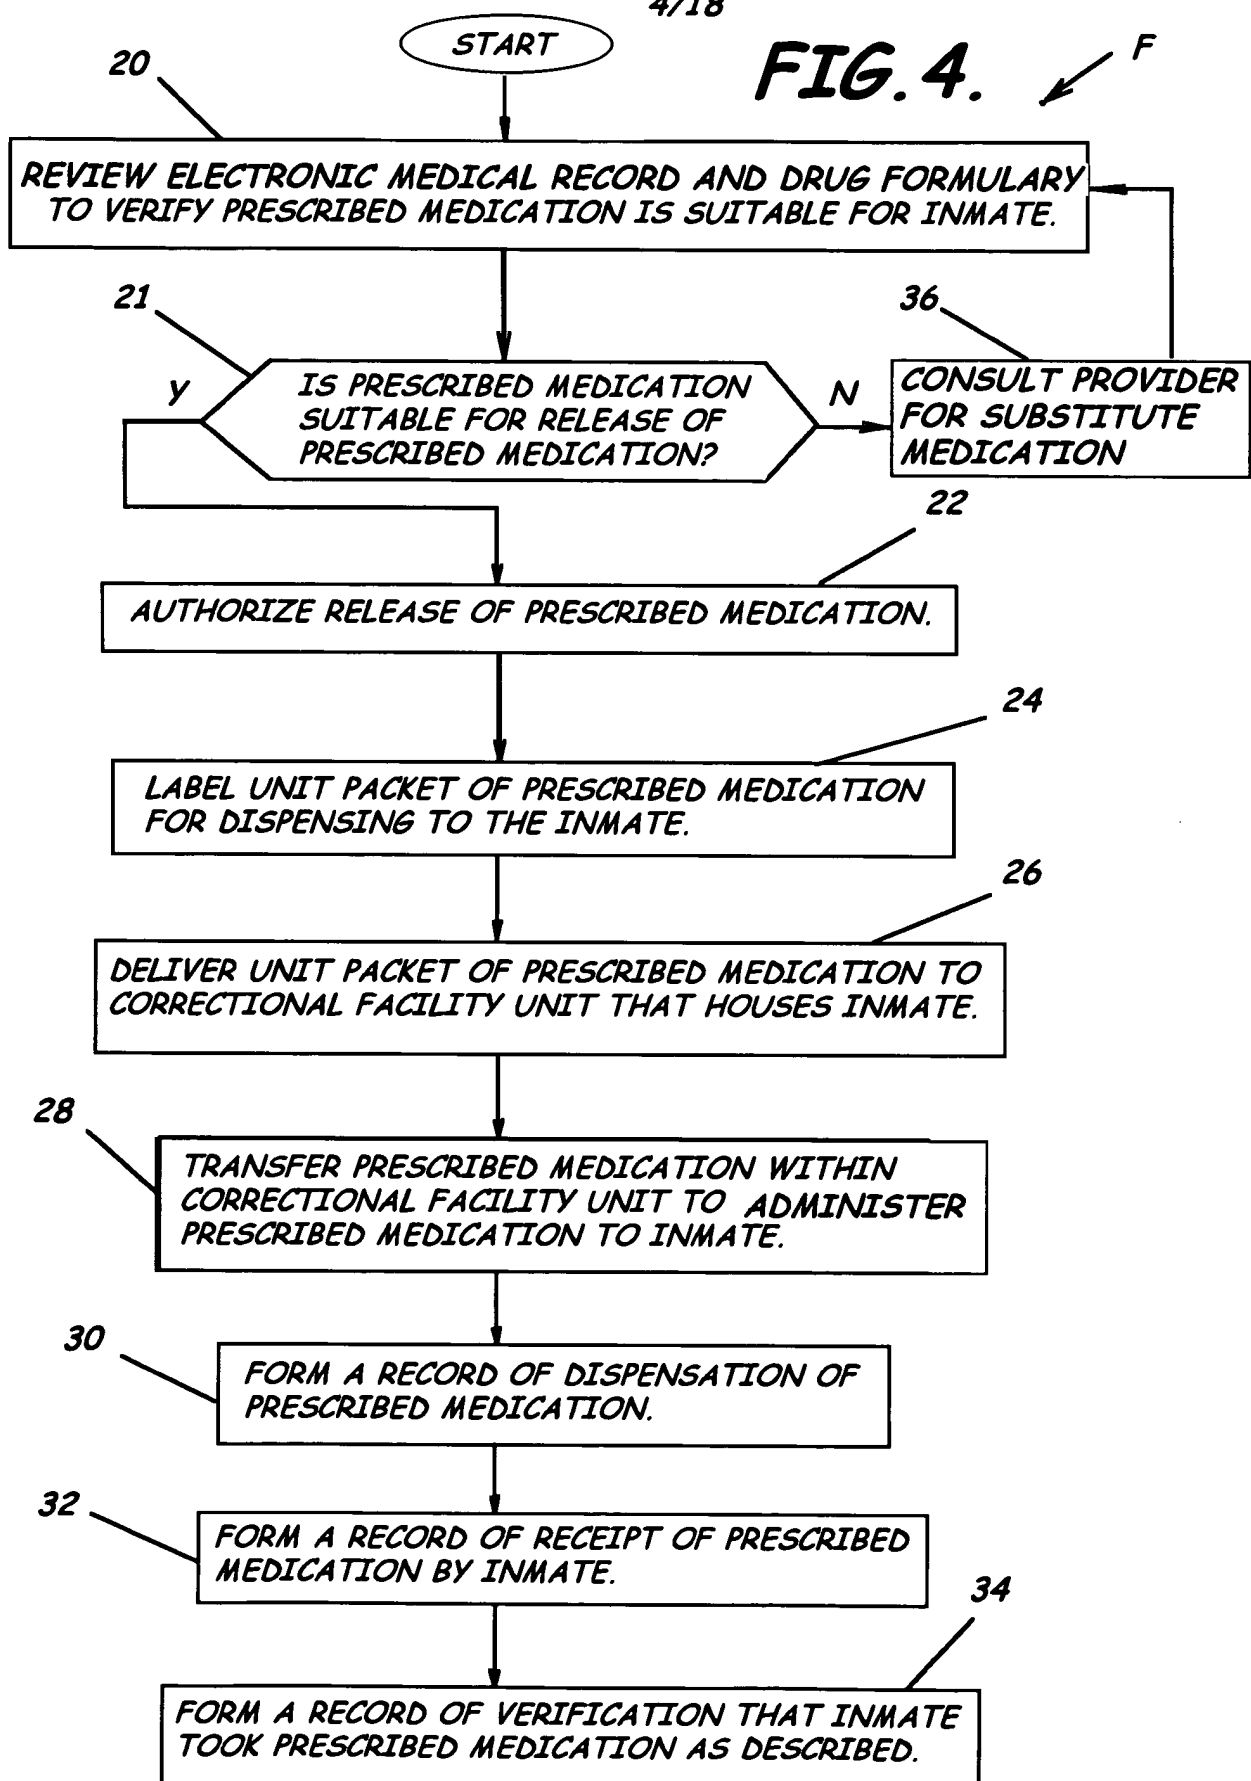 4/18
START
FIG. 4.
F
20
REVIEW ELECTRONIC MEDICAL RECORD AND DRUG FORMULARY
TO VERIFY PRESCRIBED MEDICATION IS SUITABLE FOR INMATE.
21
36
Y
IS PRESCRIBED MEDICATION
SUITABLE FOR RELEASE OF
PRESCRIBED MEDICATION?
N
CONSULT PROVIDER
FOR SUBSTITUTE
MEDICATION
22
AUTHORIZE RELEASE OF PRESCRIBED MEDICATION.
24
LABEL UNIT PACKET OF PRESCRIBED MEDICATION
FOR DISPENSING TO THE INMATE.
26
DELIVER UNIT PACKET OF PRESCRIBED MEDICATION TO
CORRECTIONAL FACILITY UNIT THAT HOUSES INMATE.
28
TRANSFER PRESCRIBED MEDICATION WITHIN
CORRECTIONAL FACILITY UNIT TO ADMINISTER
PRESCRIBED MEDICATION TO INMATE.
30
FORM A RECORD OF DISPENSATION OF
PRESCRIBED MEDICATION.
32
FORM A RECORD OF RECEIPT OF PRESCRIBED
MEDICATION BY INMATE.
34
FORM A RECORD OF VERIFICATION THAT INMATE
TOOK PRESCRIBED MEDICATION AS DESCRIBED.